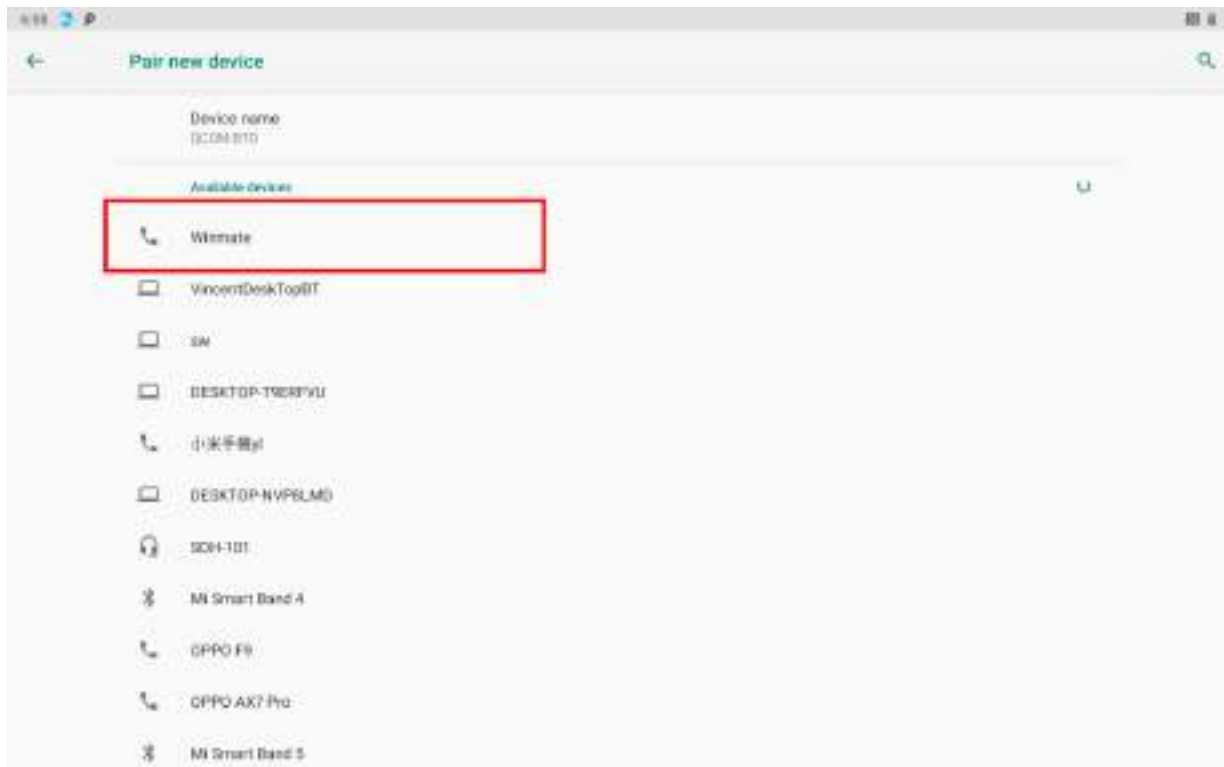 Pair new device
Device name
Available devices
Winmate
VincentDeskTopBT
DESKTOP-T9ERFVU
小米手機yl
DESKTOP-NVP8LMD
SDH-101
Mi Smart Band 4
OPPO F9
OPPO AX7 Pro
Mi Smart Band 5